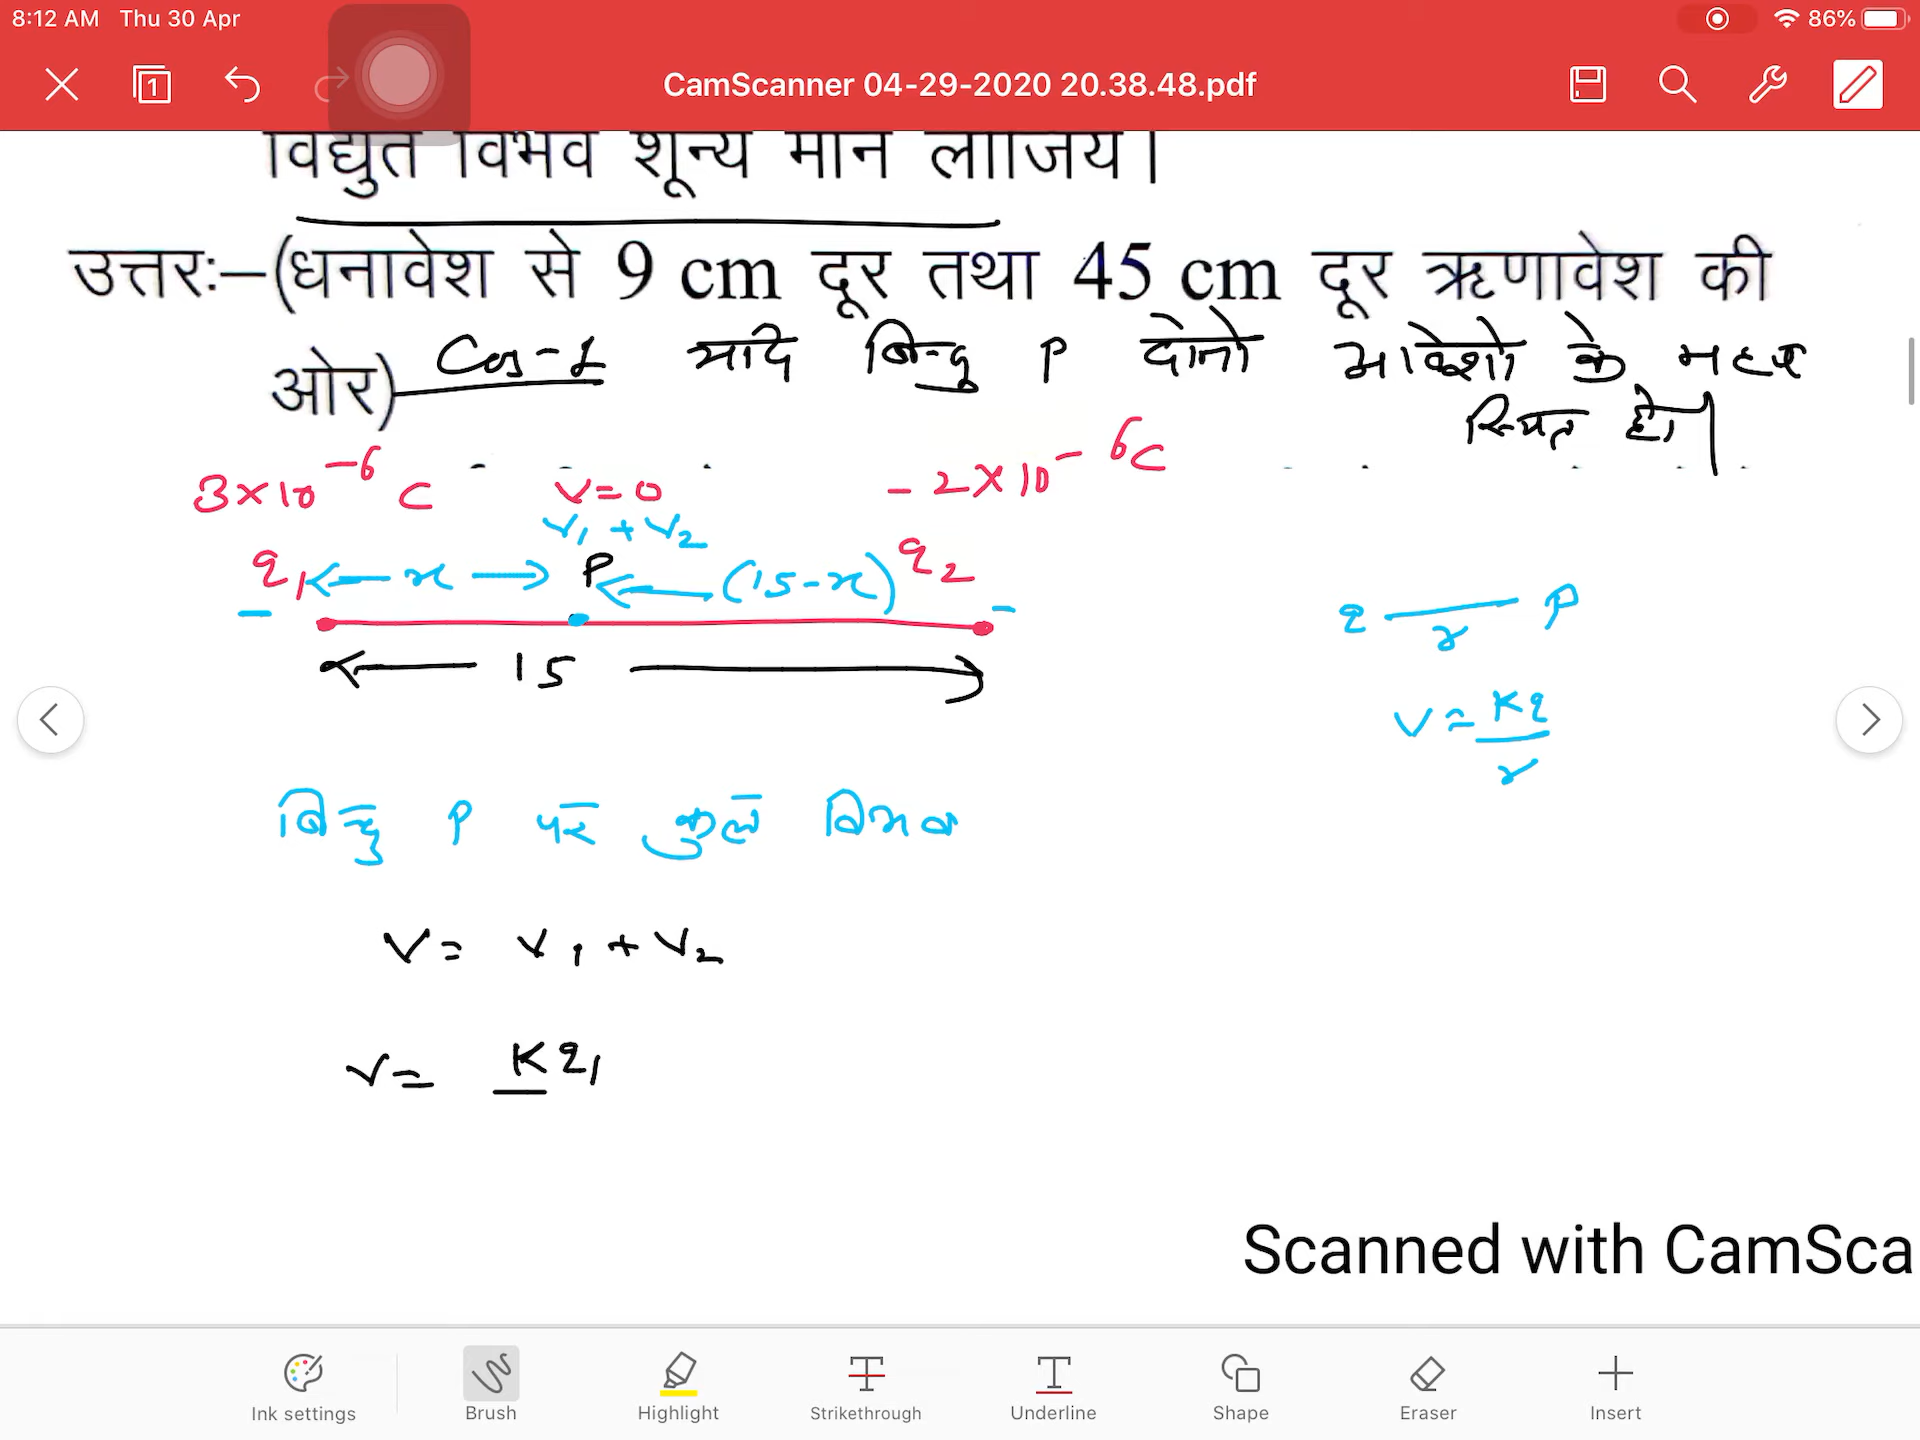 8:12 AM Thu 30 Apr 86%
1 CamScanner 04-29-2020 20.38.48.pdf
विद्युत विभव शून्य मान लीजिये।
उत्तर:–(धनावेश से 9 cm दूर तथा 45 cm दूर ऋणावेश की
ओर) Cas-1 यदि बिन्दु P दोनो आवेशो के मध्य
स्थित हो।
3×10⁻⁶ C V=0 -2×10⁻⁶C
V₁ + V₂
q₁ x P (15-x) q₂
15
q r P
V = Kq/r
बिन्दु P पर कुल विभव
V = V₁ + V₂
V = Kq₁
Scanned with CamSca
Ink settings Brush Highlight Strikethrough Underline Shape Eraser Insert